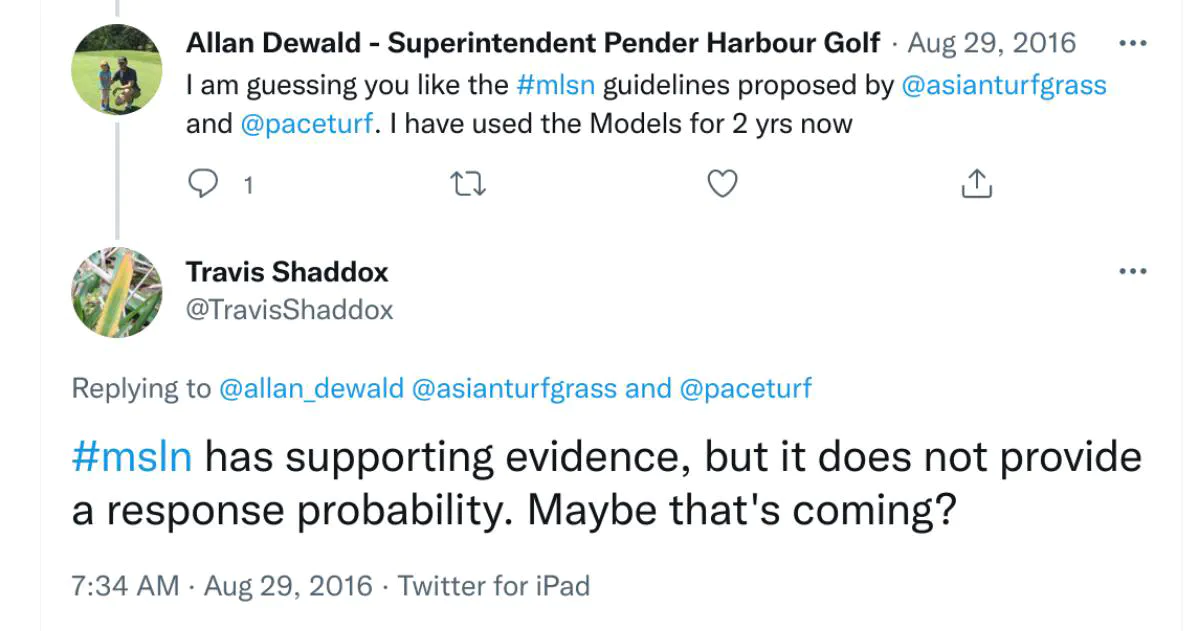 Allan Dewald - Superintendent Pender Harbour Golf · Aug 29, 2016
I am guessing you like the #mlsn guidelines proposed by @asianturfgrass
and @paceturf. I have used the Models for 2 yrs now
1
Travis Shaddox
@TravisShaddox
Replying to @allan_dewald @asianturfgrass and @paceturf
#msln has supporting evidence, but it does not provide
a response probability. Maybe that's coming?
7:34 AM · Aug 29, 2016 · Twitter for iPad